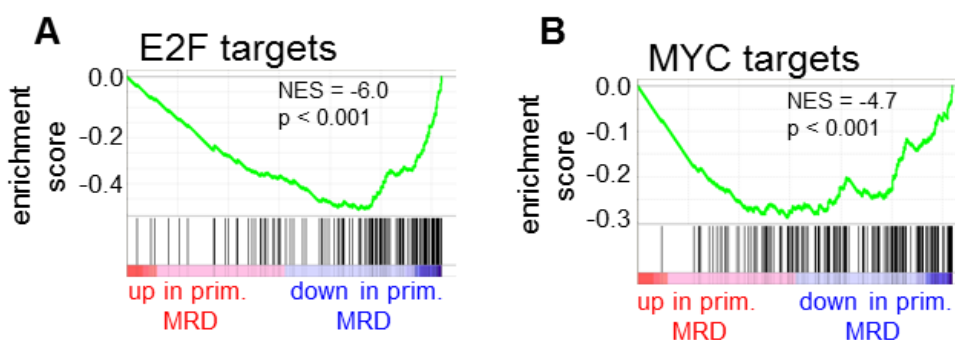 A
E2F targets
enrichment
score
0.0
-0.2
-0.4
NES = -6.0
p < 0.001
up in prim.
MRD
down in prim.
MRD
B
MYC targets
enrichment
score
0.0
-0.1
-0.2
-0.3
NES = -4.7
p < 0.001
up in prim.
MRD
down in prim.
MRD